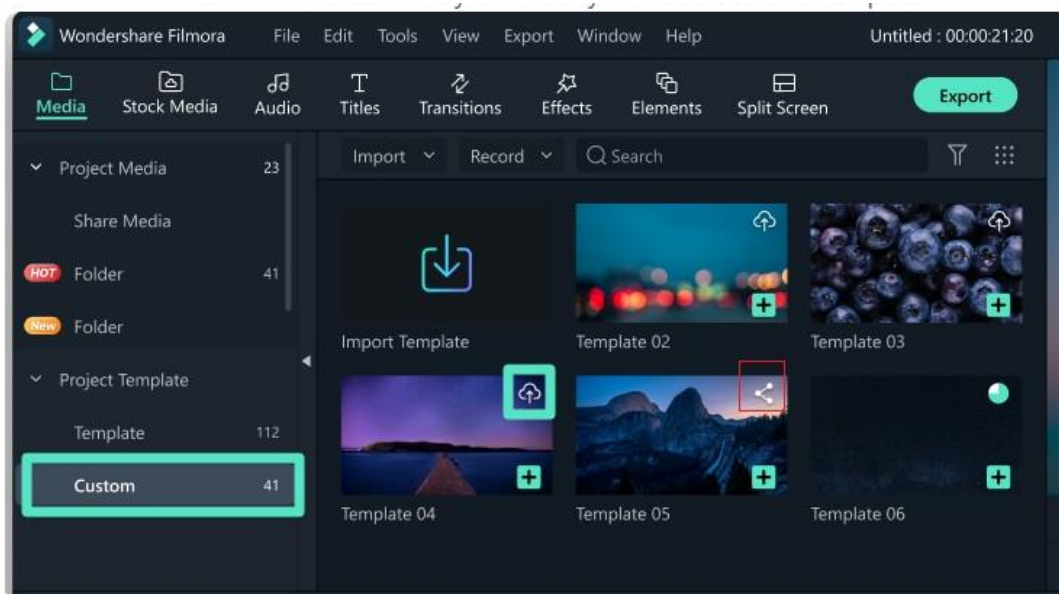 Wondershare Filmora File Edit Tools View Export Window Help Untitled : 00:00:21:20
Media Stock Media Audio Titles Transitions Effects Elements Split Screen Export
Project Media 23
Import Record Search
Share Media
HOT Folder 41
New Folder
Import Template Template 02 Template 03
Project Template
Template 112
Custom 41
Template 04 Template 05 Template 06